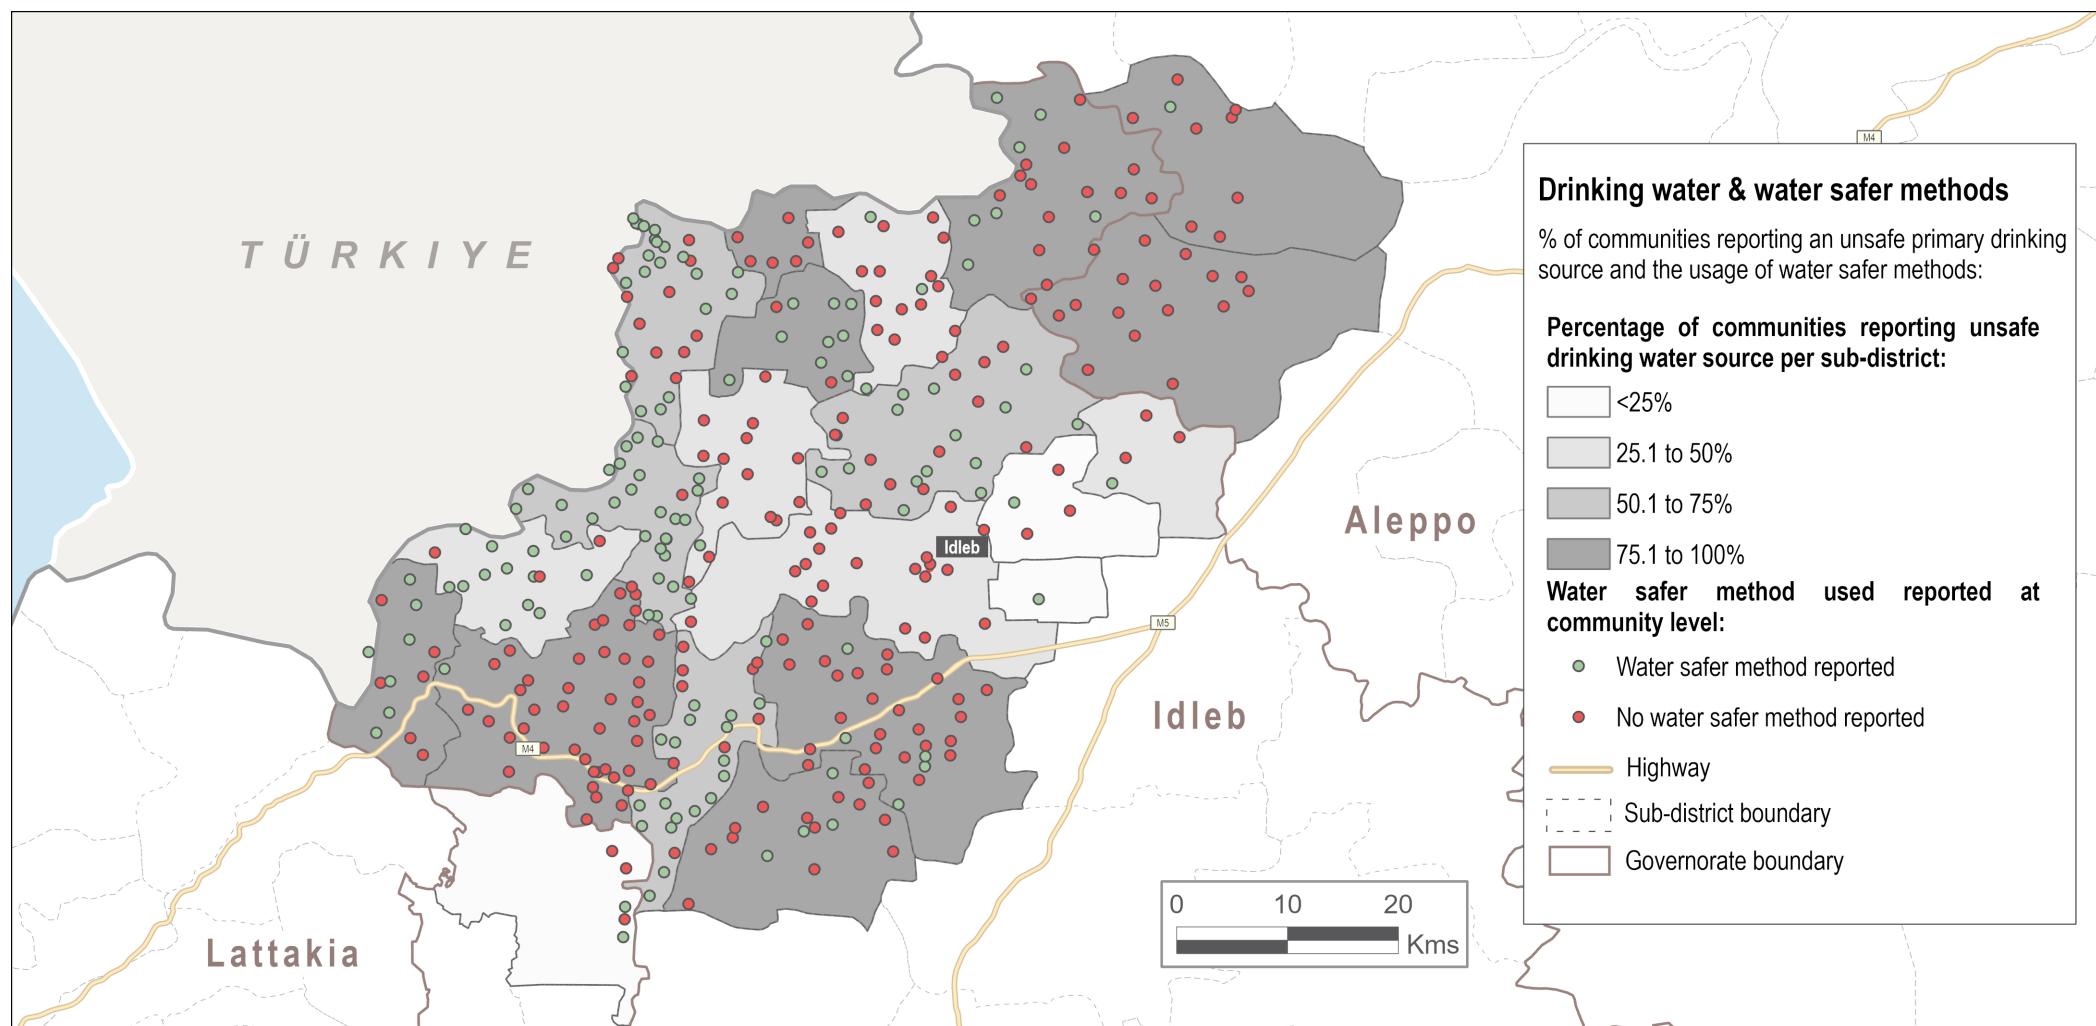 TÜRKIYE
M4
Drinking water & water safer methods
% of communities reporting an unsafe primary drinking
source and the usage of water safer methods:
Percentage of communities reporting unsafe
drinking water source per sub-district:
<25%
25.1 to 50%
50.1 to 75%
75.1 to 100%
Water safer method used reported at
community level:
Water safer method reported
No water safer method reported
Highway
Sub-district boundary
Governorate boundary
Aleppo
Idleb
M5
Idleb
M4
Lattakia
0 10 20
Kms